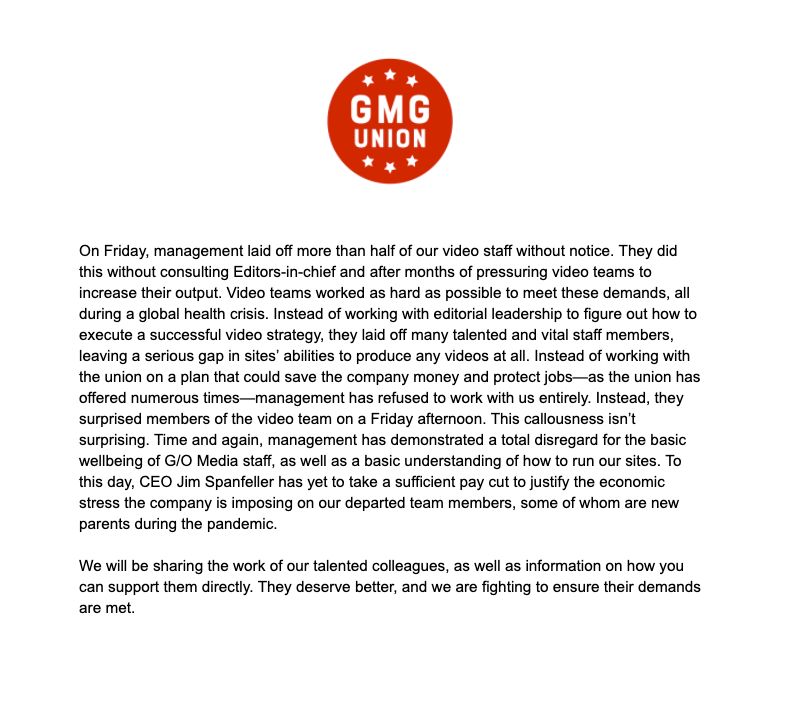 GMG
UNION
On Friday, management laid off more than half of our video staff without notice. They did
this without consulting Editors-in-chief and after months of pressuring video teams to
increase their output. Video teams worked as hard as possible to meet these demands, all
during a global health crisis. Instead of working with editorial leadership to figure out how to
execute a successful video strategy, they laid off many talented and vital staff members,
leaving a serious gap in sites’ abilities to produce any videos at all. Instead of working with
the union on a plan that could save the company money and protect jobs—as the union has
offered numerous times—management has refused to work with us entirely. Instead, they
surprised members of the video team on a Friday afternoon. This callousness isn’t
surprising. Time and again, management has demonstrated a total disregard for the basic
wellbeing of G/O Media staff, as well as a basic understanding of how to run our sites. To
this day, CEO Jim Spanfeller has yet to take a sufficient pay cut to justify the economic
stress the company is imposing on our departed team members, some of whom are new
parents during the pandemic.
We will be sharing the work of our talented colleagues, as well as information on how you
can support them directly. They deserve better, and we are fighting to ensure their demands
are met.